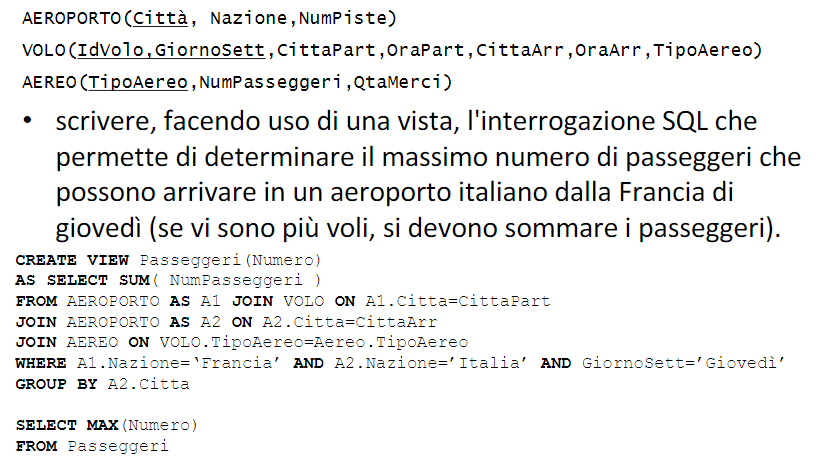 AEROPORTO(Città, Nazione,NumPiste)
VOLO(IdVolo,GiornoSett,CittaPart,OraPart,CittaArr,OraArr,TipoAereo)
AEREO(TipoAereo,NumPasseggeri,QtaMerci)
• scrivere, facendo uso di una vista, l'interrogazione SQL che
permette di determinare il massimo numero di passeggeri che
possono arrivare in un aeroporto italiano dalla Francia di
giovedì (se vi sono più voli, si devono sommare i passeggeri).
CREATE VIEW Passeggeri(Numero)
AS SELECT SUM( NumPasseggeri )
FROM AEROPORTO AS A1 JOIN VOLO ON A1.Citta=CittaPart
JOIN AEROPORTO AS A2 ON A2.Citta=CittaArr
JOIN AEREO ON VOLO.TipoAereo=Aereo.TipoAereo
WHERE A1.Nazione=‘Francia’ AND A2.Nazione=’Italia’ AND GiornoSett=’Giovedì’
GROUP BY A2.Citta
SELECT MAX(Numero)
FROM Passeggeri